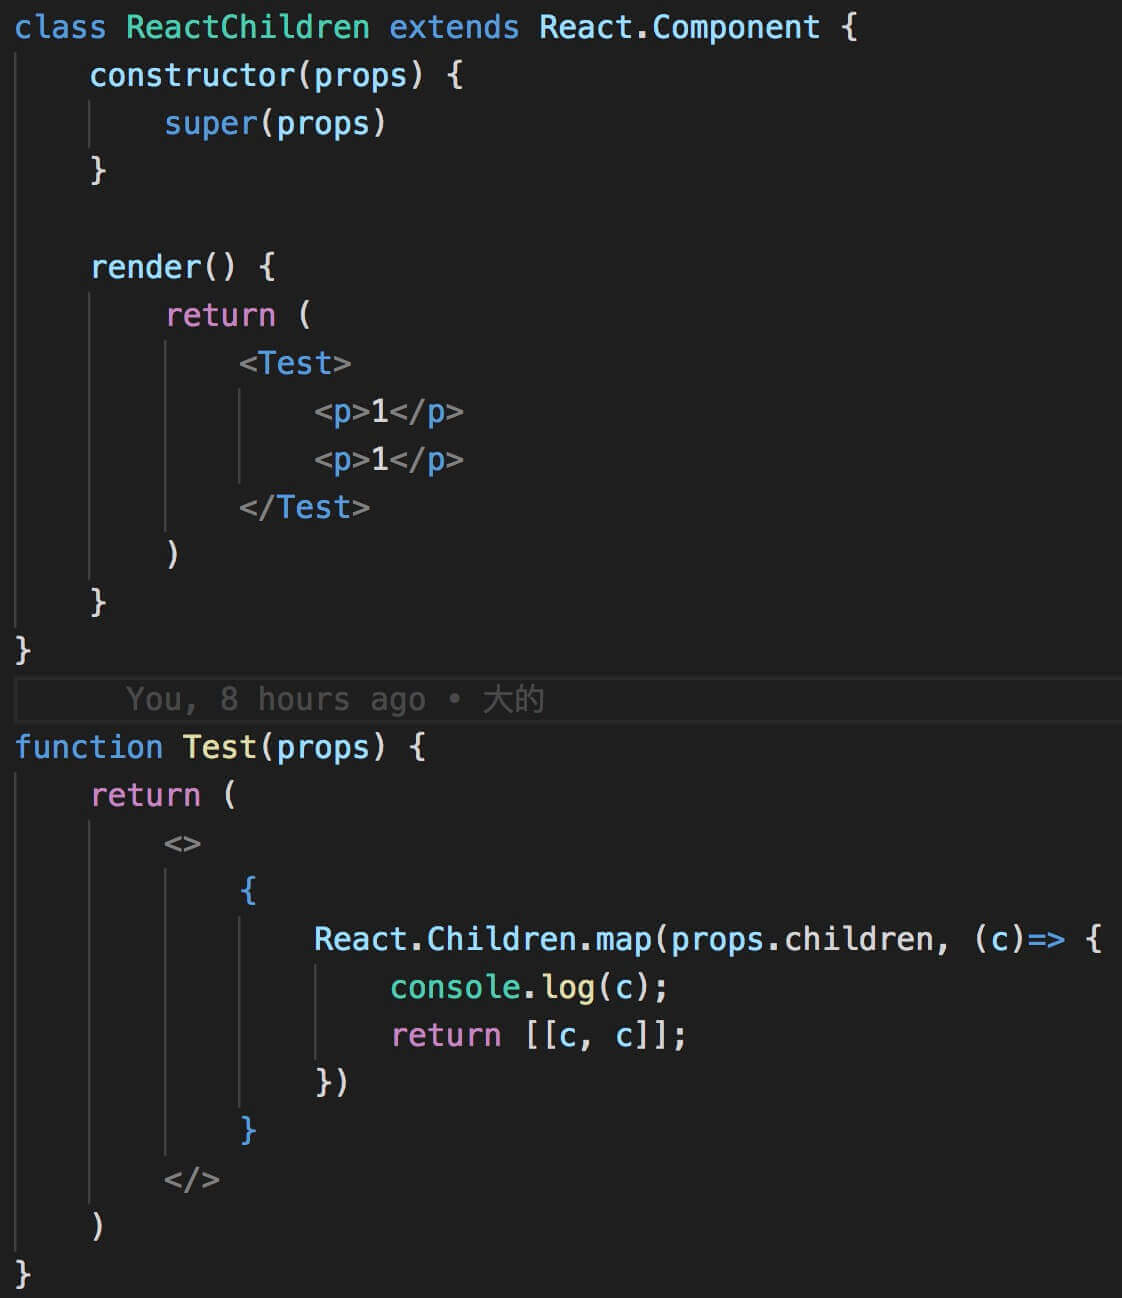 class ReactChildren extends React.Component {
    constructor(props) {
        super(props)
    }

    render() {
        return (
            <Test>
                <p>1</p>
                <p>1</p>
            </Test>
        )
    }
}
You, 8 hours ago • 大的
function Test(props) {
    return (
        <>
            {
                React.Children.map(props.children, (c)=> {
                    console.log(c);
                    return [[c, c]];
                })
            }
        </>
    )
}